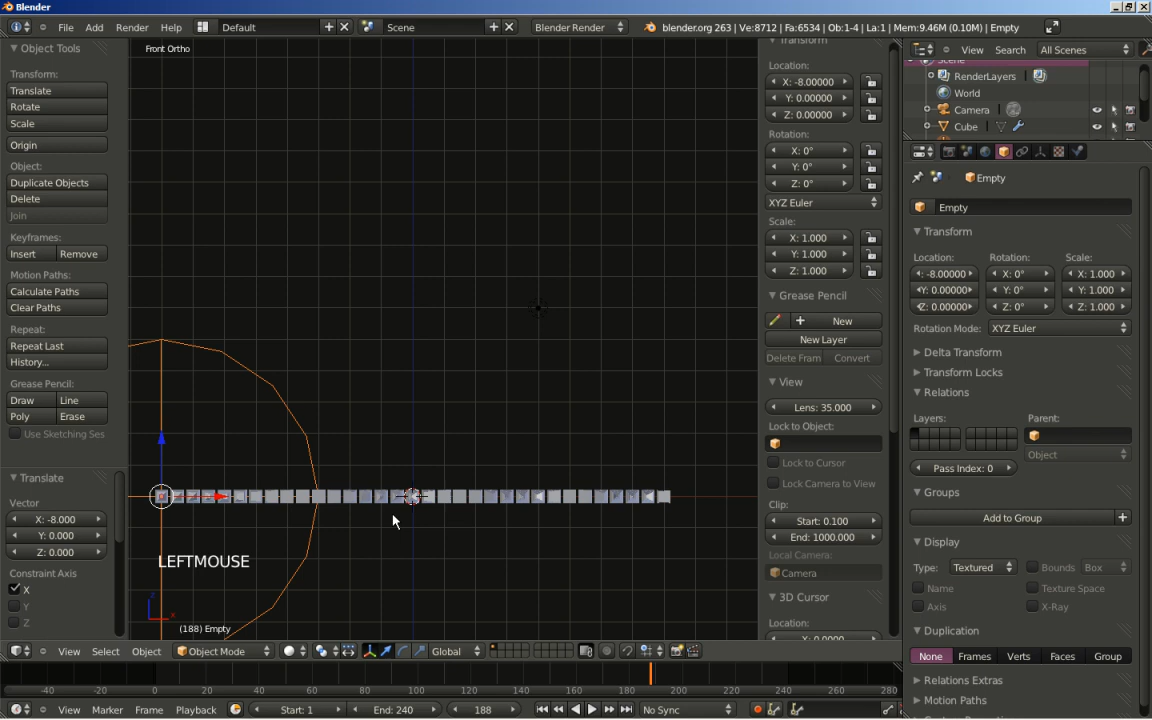 Blender
File Add Render Help Default Scene Blender Render blender.org 263 | Ve:8712 | Fa:6534 | Ob:1-4 | La:1 | Mem:9.46M (0.10M) | Empty
Object Tools
Transform:
Translate
Rotate
Scale
Origin
Object:
Duplicate Objects
Delete
Join
Keyframes:
Insert Remove
Motion Paths:
Calculate Paths
Clear Paths
Repeat:
Repeat Last
History...
Grease Pencil:
Draw Line
Poly Erase
Use Sketching Ses
Translate
Vector
X: -8.000
Y: 0.000
Z: 0.000
Constraint Axis
X
Y
Z
Front Ortho
LEFTMOUSE
z
x
(188) Empty
Transform
Location:
X: -8.00000
Y: 0.00000
Z: 0.00000
Rotation:
X: 0°
Y: 0°
Z: 0°
XYZ Euler
Scale:
X: 1.000
Y: 1.000
Z: 1.000
Grease Pencil
New
New Layer
Delete Fram Convert
View
Lens: 35.000
Lock to Object:
Lock to Cursor
Lock Camera to View
Clip:
Start: 0.100
End: 1000.000
Local Camera:
Camera
3D Cursor
Location:
X: 0.0000
View Search All Scenes
Scene
RenderLayers
World
Camera
Cube
Empty
Empty
Transform
Location: Rotation: Scale:
-8.00000 X: 0° X: 1.000
Y: 0.00000 Y: 0° Y: 1.000
Z: 0.00000 Z: 0° Z: 1.000
Rotation Mode: XYZ Euler
Delta Transform
Transform Locks
Relations
Layers: Parent:
Object
Pass Index: 0
Groups
Add to Group
Display
Type: Textured Bounds Box
Name Texture Space
Axis X-Ray
Duplication
None Frames Verts Faces Group
Relations Extras
Motion Paths
View Select Object Object Mode Global
-40 -20 0 20 40 60 80 100 120 140 160 180 200 220 240 260 280
View Marker Frame Playback Start: 1 End: 240 188 No Sync